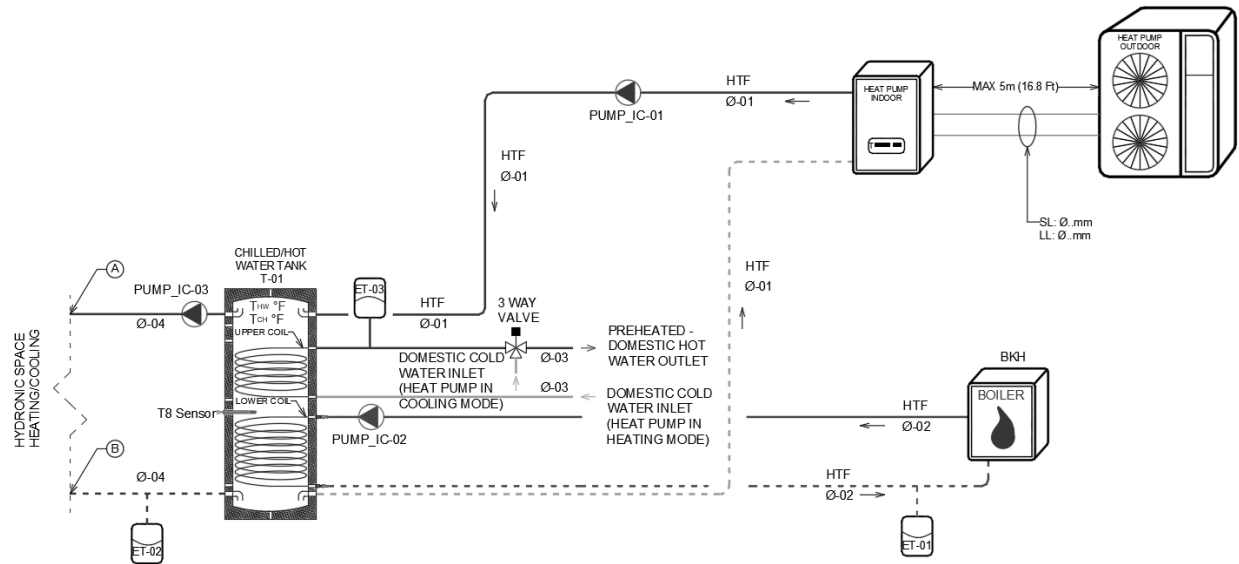 HEAT PUMP
OUTDOOR
HTF
Ø-01
HEAT PUMP
INDOOR
MAX 5m (16.8 Ft)
PUMP_IC-01
HTF
Ø-01
SL: Ø..mm
LL: Ø..mm
CHILLED/HOT
WATER TANK
T-01
HTF
Ø-01
A
PUMP_IC-03
ET-03
THW °F
TCH °F
HTF
Ø-01
3 WAY
VALVE
Ø-04
UPPER COIL
PREHEATED -
DOMESTIC HOT
WATER OUTLET
Ø-03
DOMESTIC COLD
WATER INLET
(HEAT PUMP IN
COOLING MODE)
Ø-03
DOMESTIC COLD
WATER INLET
(HEAT PUMP IN
HEATING MODE)
BKH
BOILER
HYDRONIC SPACE
HEATING/COOLING
T8 Sensor
LOWER COIL
PUMP_IC-02
HTF
Ø-02
B
Ø-04
HTF
Ø-02
ET-02
ET-01